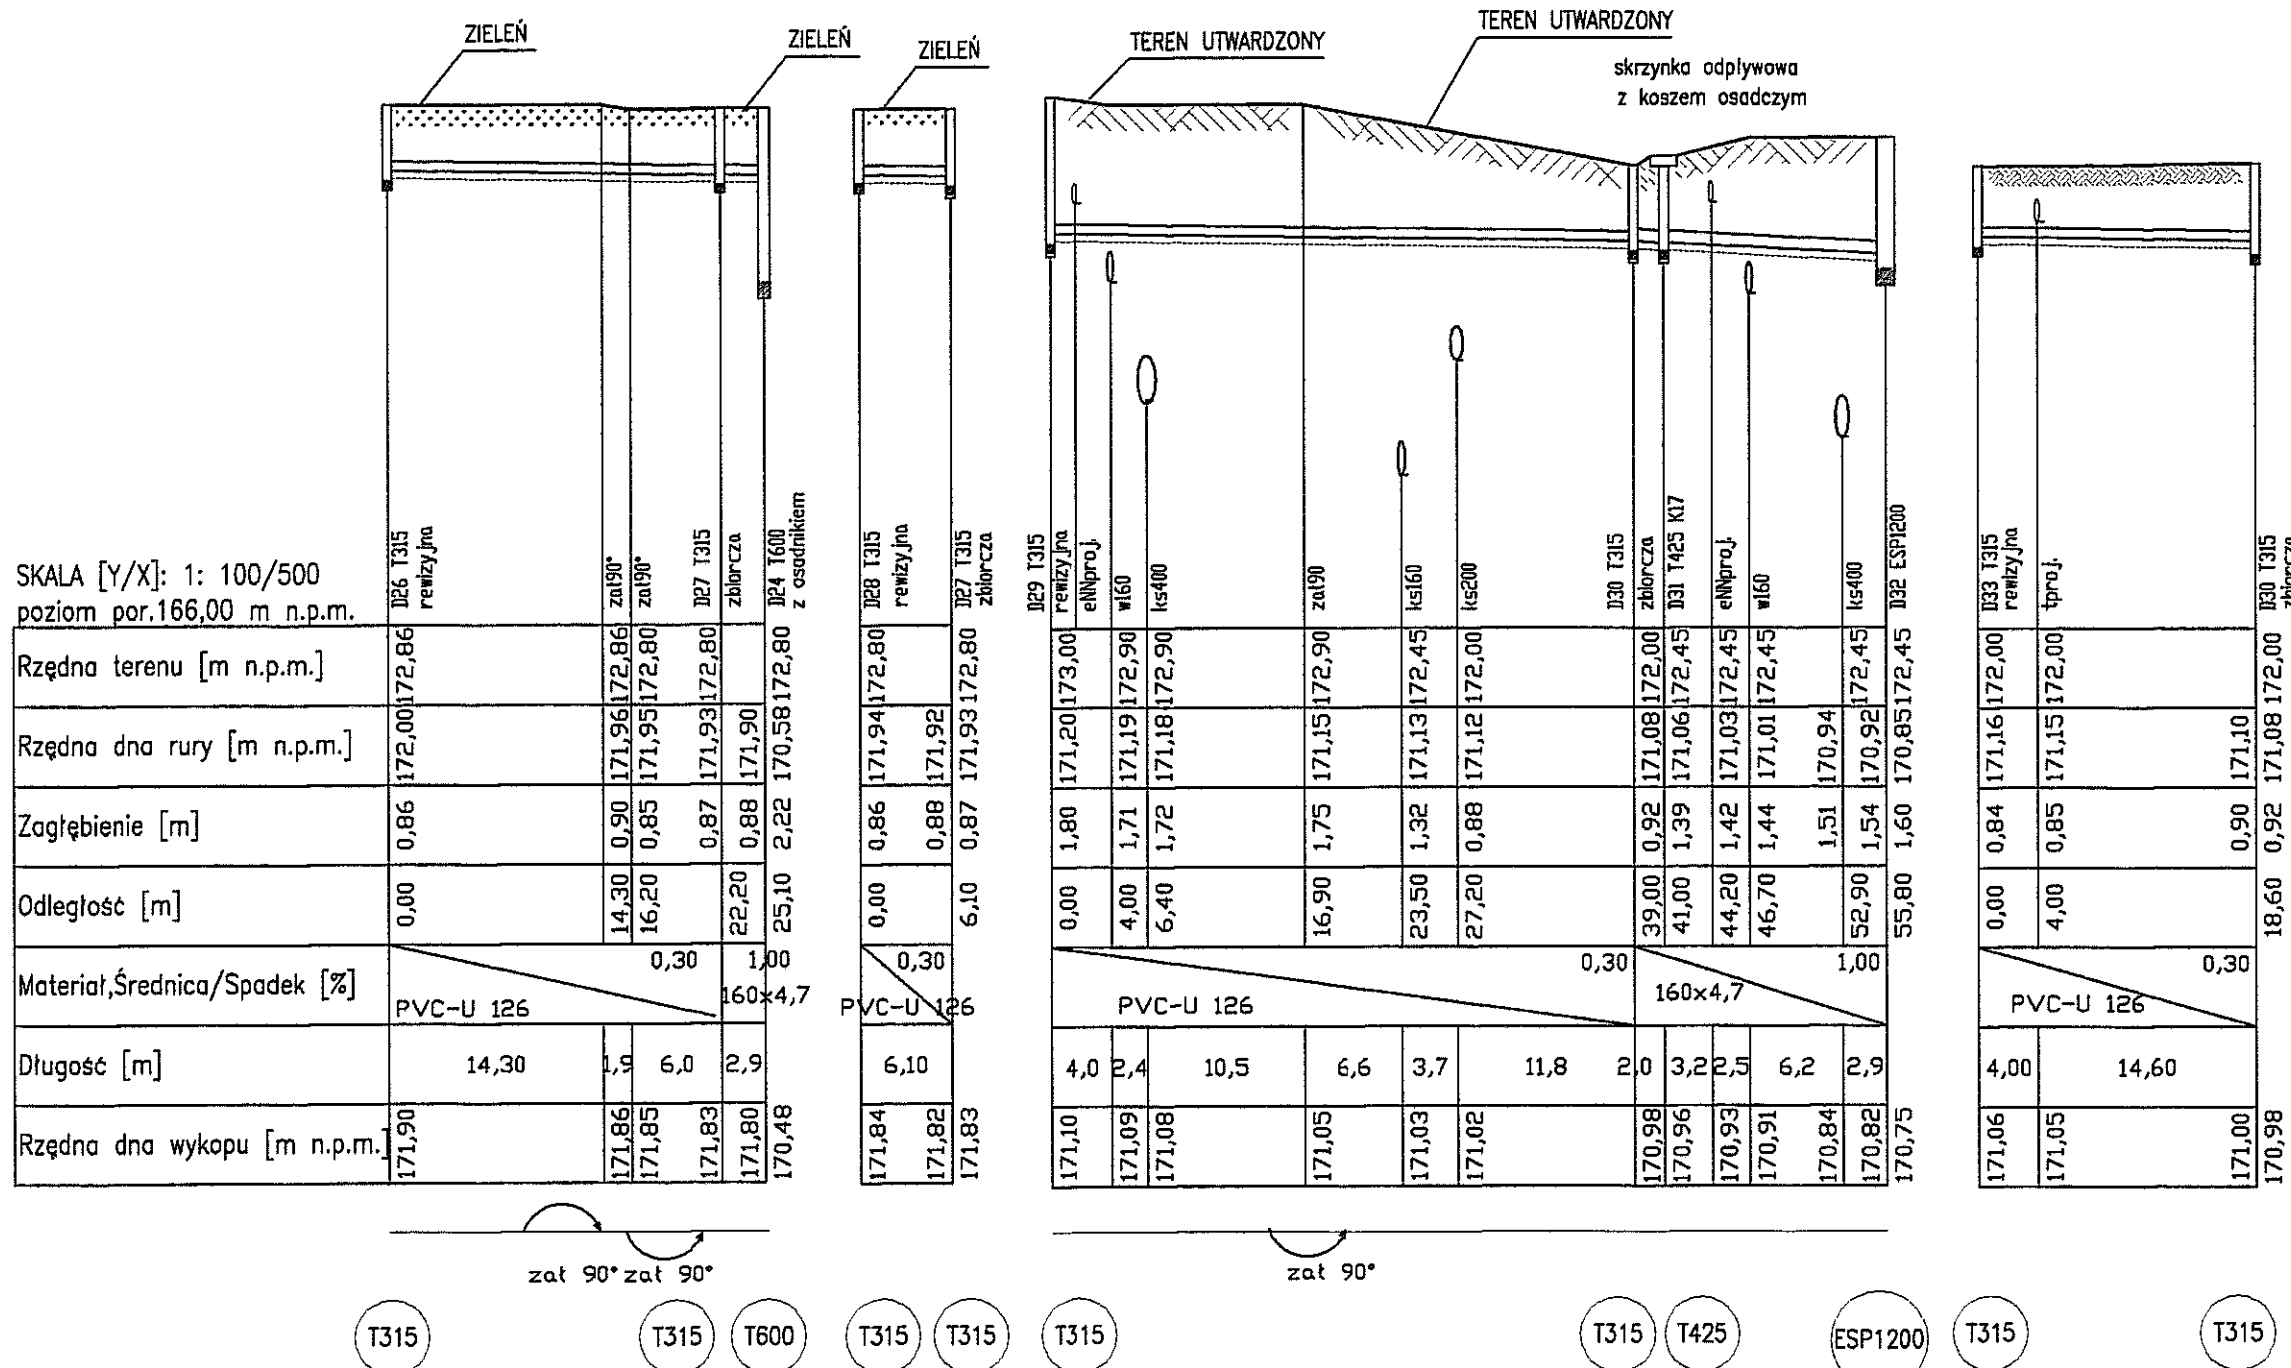 ZIELEŃ
ZIELEŃ
ZIELEŃ
TEREN UTWARDZONY
TEREN UTWARDZONY
skrzynka odpływowa
z koszem osadczym
SKALA [Y/X]: 1: 100/500
poziom por.166,00 m n.p.m.
D26 T315
rewizyjna
zał90°
zał90°
D27 T315
zbiorcza
D24 T600
z osadnikiem
D28 T315
rewizyjna
D27 T315
zbiorcza
D29 T315
rewizyjna
eNNproj.
w160
ks400
zał90
ks160
ks200
D30 T315
zbiorcza
D31 T425 K17
eNNproj.
w160
ks400
D32 ESP1200
D33 T315
rewizyjna
tproj.
D30 T315
zbiorcza
Rzędna terenu [m n.p.m.]
172,86 172,86 172,80 172,80 172,80
172,80 172,80
173,00 172,90 172,90 172,90 172,45 172,00 172,00 172,45 172,45 172,45 172,45 172,45
172,00 172,00 172,00
Rzędna dna rury [m n.p.m.]
172,00 171,96 171,95 171,93 171,90 170,58
171,94 171,92 171,93
171,20 171,19 171,18 171,15 171,13 171,12 171,08 171,06 171,03 171,01 170,94 170,92 170,85
171,16 171,15 171,10 171,08
Zagłębienie [m]
0,86 0,90 0,85 0,87 0,88 2,22
0,86 0,88 0,87
1,80 1,71 1,72 1,75 1,32 0,88 0,92 1,39 1,42 1,44 1,51 1,54 1,60
0,84 0,85 0,90 0,92
Odległość [m]
0,00 14,30 16,20 22,20 25,10
0,00 6,10
0,00 4,00 6,40 16,90 23,50 27,20 39,00 41,00 44,20 46,70 52,90 55,80
0,00 4,00 18,60
Materiał,Średnica/Spadek [%]
0,30 1,00
PVC-U 126 160x4,7
0,30
PVC-U 126
0,30 1,00
PVC-U 126 160x4,7
0,30
PVC-U 126
Długość [m]
14,30 1,9 6,0 2,9
6,10
4,0 2,4 10,5 6,6 3,7 11,8 2,0 3,2 2,5 6,2 2,9
4,00 14,60
Rzędna dna wykopu [m n.p.m.]
171,90 171,86 171,85 171,83 171,80 170,48
171,84 171,82 171,83
171,10 171,09 171,08 171,05 171,03 171,02 170,98 170,96 170,93 170,91 170,84 170,82 170,75
171,06 171,05 171,00 170,98
zał 90° zał 90°
zał 90°
T315
T315
T600
T315
T315
T315
T315
T425
ESP1200
T315
T315